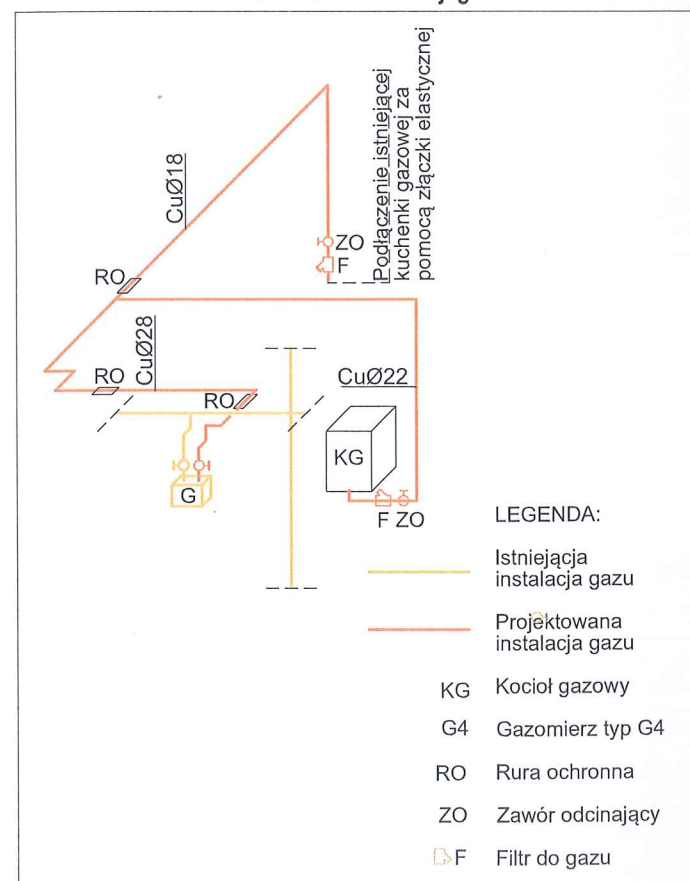 Podłączenie istniejącej
kuchenki gazowej za
pomocą złączki elastycznej
CuØ18
ZO
F
RO
RO
CuØ28
RO
CuØ22
KG
G
F ZO
LEGENDA:
Istniejącja
instalacja gazu
Projektowana
instalacja gazu
KG Kocioł gazowy
G4 Gazomierz typ G4
RO Rura ochronna
ZO Zawór odcinający
F Filtr do gazu